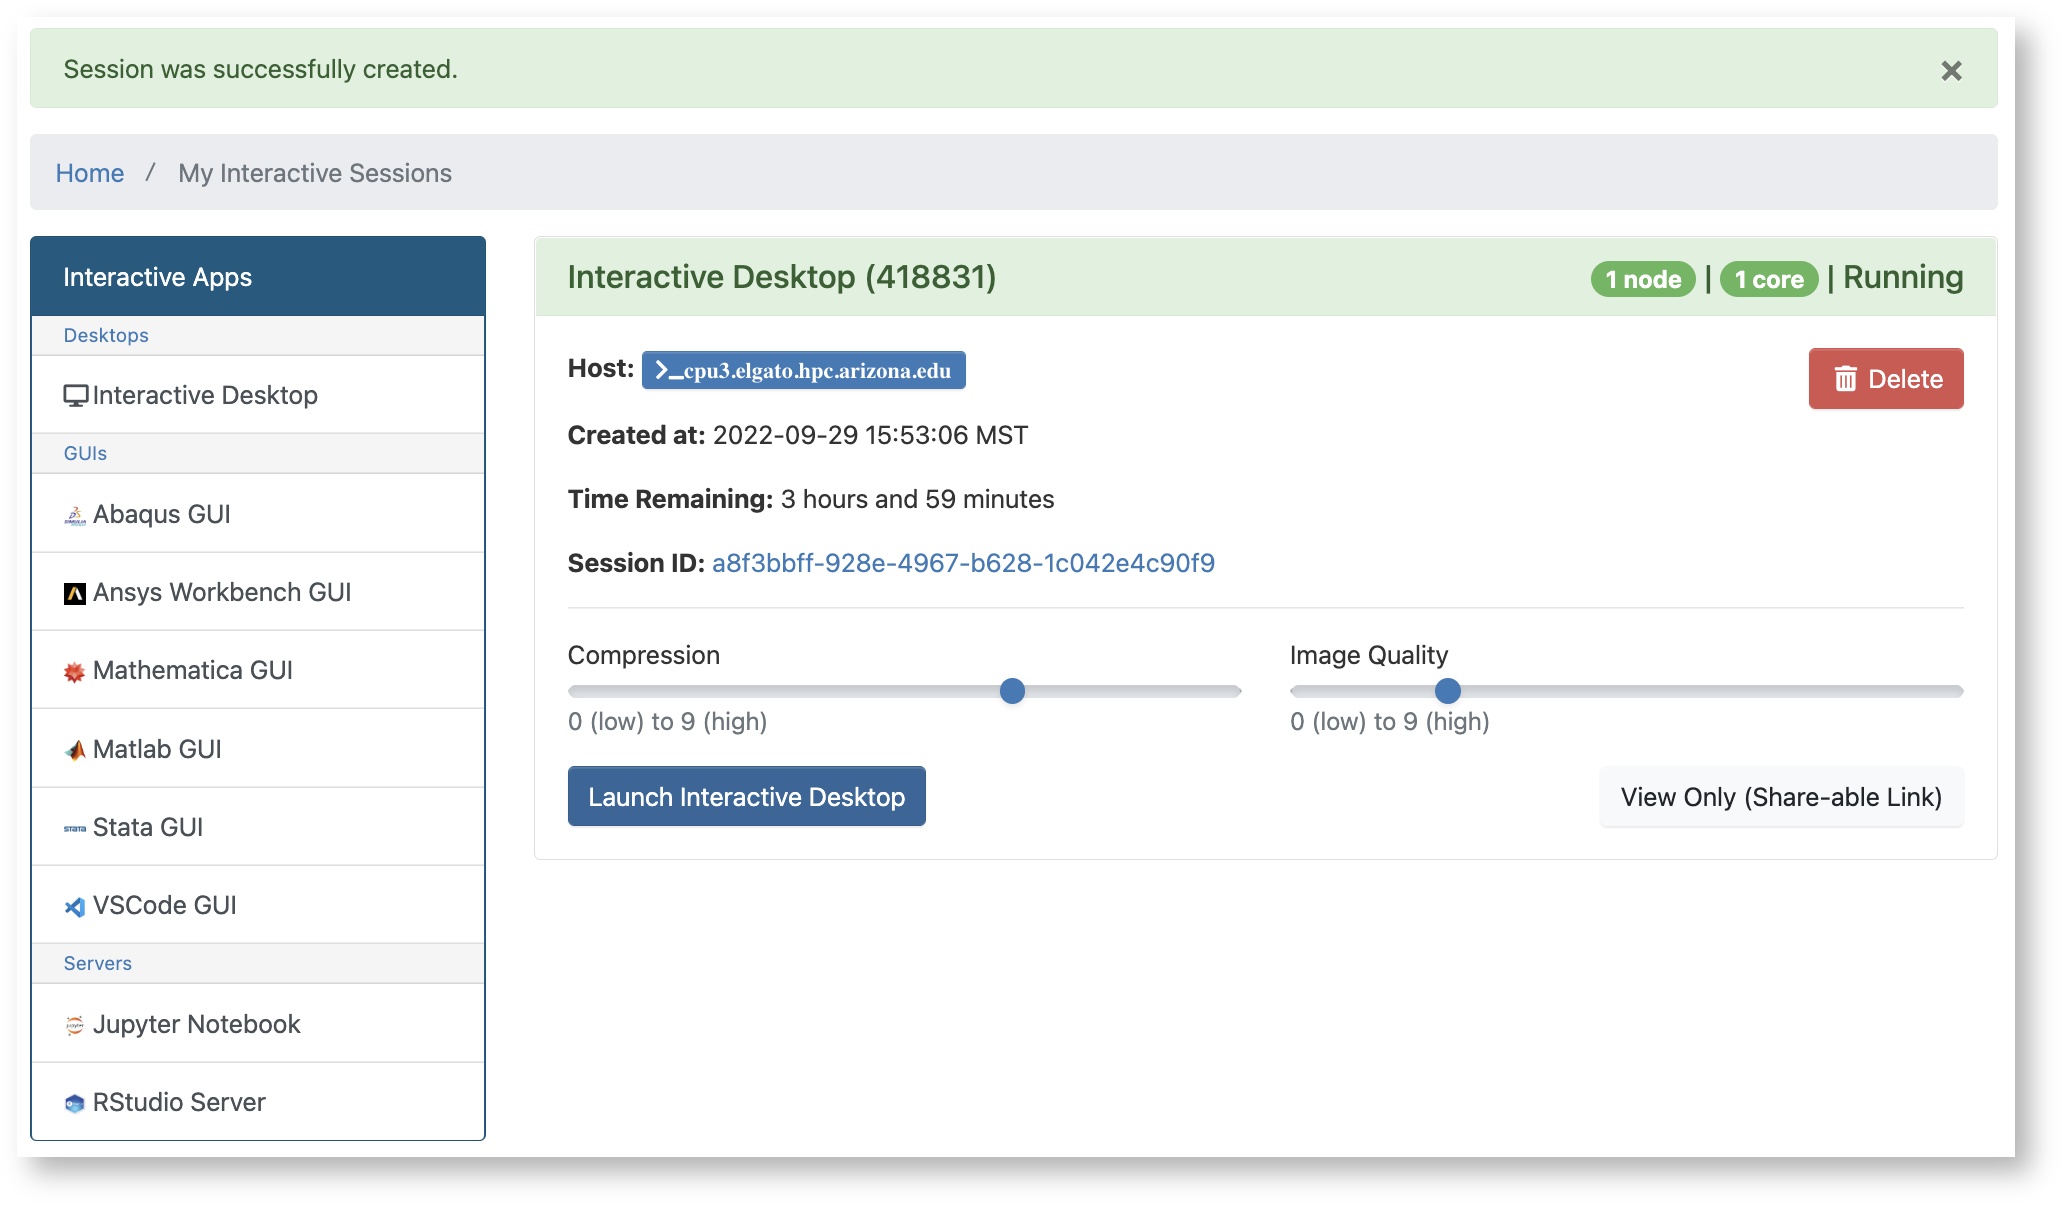 Session was successfully created.
Home / My Interactive Sessions
Interactive Apps
Desktops
Interactive Desktop
GUIs
Abaqus GUI
Ansys Workbench GUI
Mathematica GUI
Matlab GUI
STATA Stata GUI
VSCode GUI
Servers
Jupyter Notebook
RStudio Server
Interactive Desktop (418831)
1 node | 1 core | Running
Host: >_cpu3.elgato.hpc.arizona.edu
Delete
Created at: 2022-09-29 15:53:06 MST
Time Remaining: 3 hours and 59 minutes
Session ID: a8f3bbff-928e-4967-b628-1c042e4c90f9
Compression
0 (low) to 9 (high)
Image Quality
0 (low) to 9 (high)
Launch Interactive Desktop
View Only (Share-able Link)